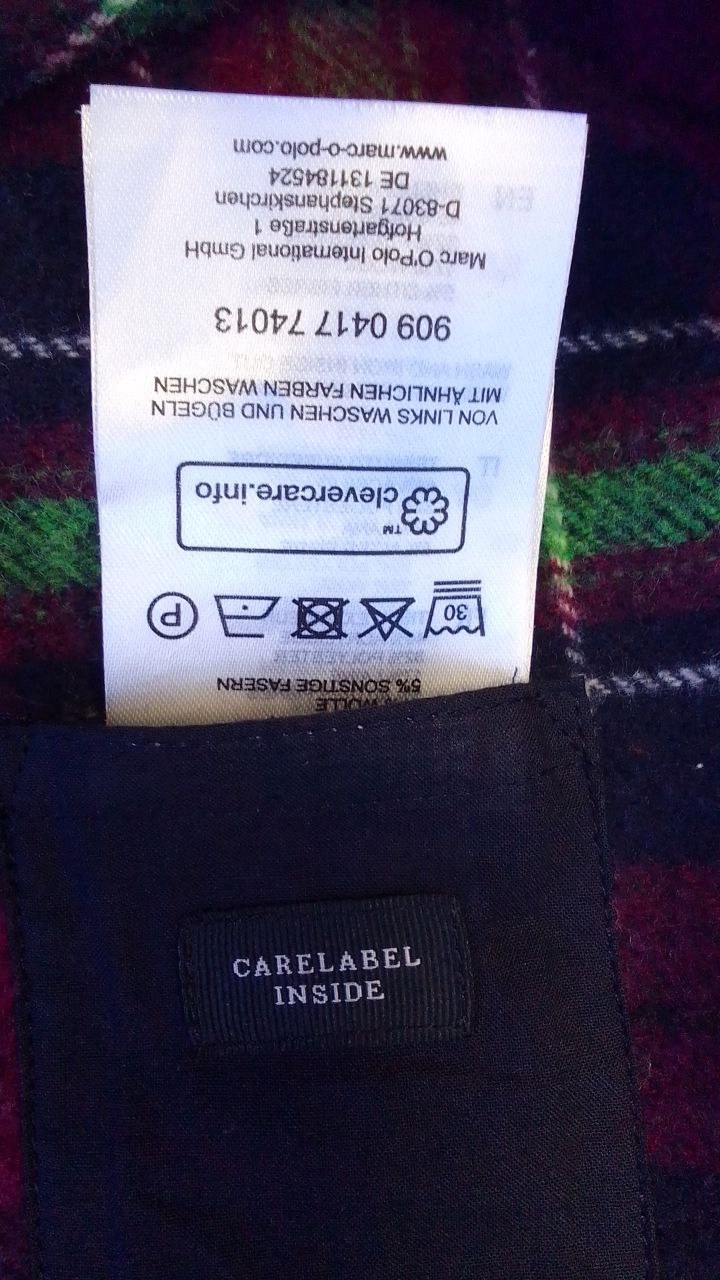 WOLLE
5% SONSTIGE FASERN
30 P
™
clevercare.info
VON LINKS WASCHEN UND BÜGELN
MIT ÄHNLICHEN FARBEN WASCHEN
909 0417 74013
Marc O'Polo International GmbH
Hofgartenstraße 1
D-83071 Stephanskirchen
DE 131184524
www.marc-o-polo.com
CARELABEL
INSIDE